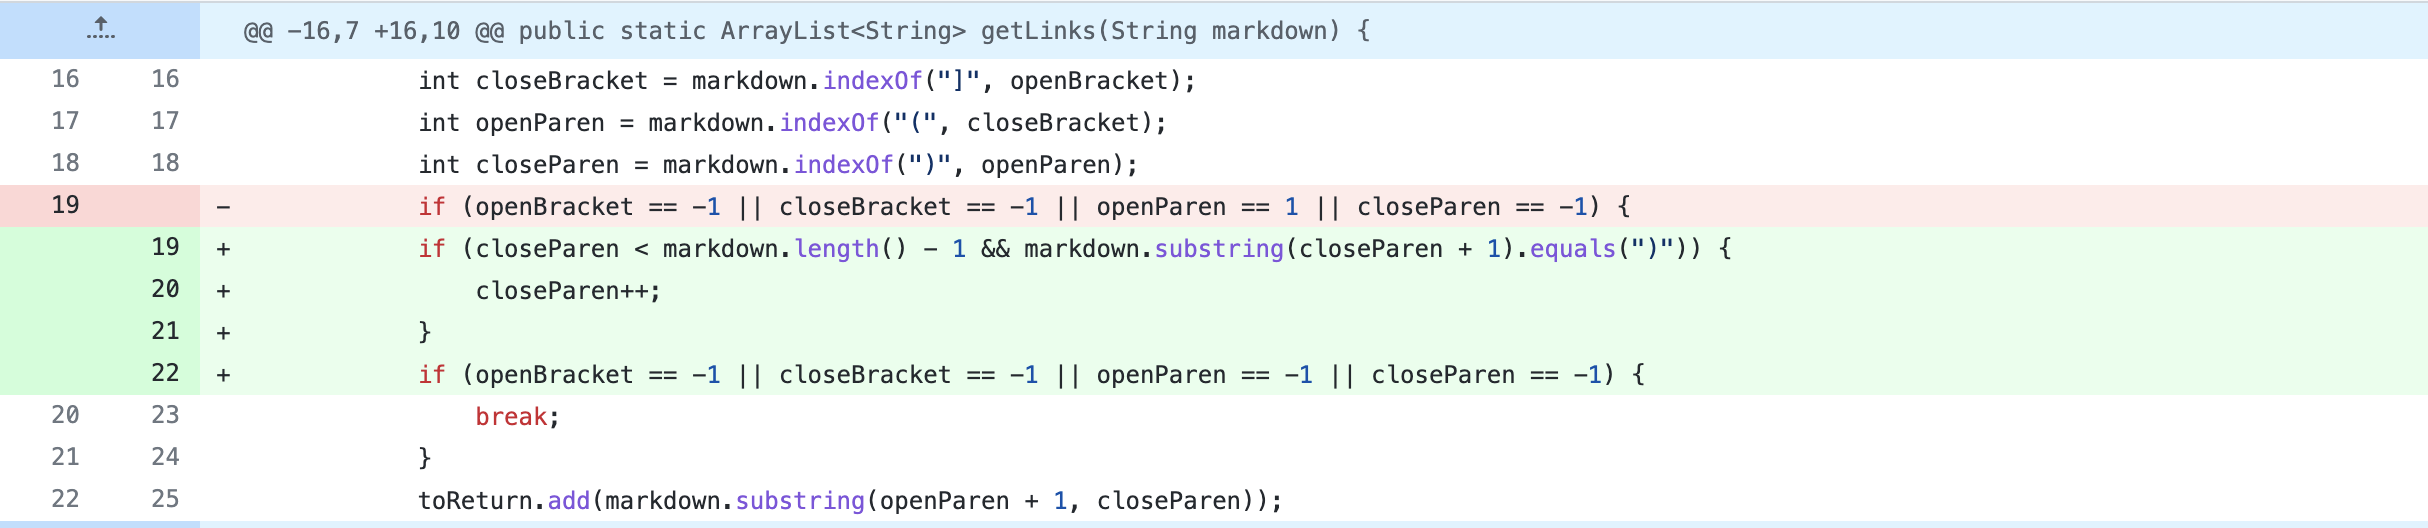 @@ -16,7 +16,10 @@ public static ArrayList<String> getLinks(String markdown) {
16 16 int closeBracket = markdown.indexOf("]", openBracket);
17 17 int openParen = markdown.indexOf("(", closeBracket);
18 18 int closeParen = markdown.indexOf(")", openParen);
19 - if (openBracket == -1 || closeBracket == -1 || openParen == 1 || closeParen == -1) {
19 + if (closeParen < markdown.length() - 1 && markdown.substring(closeParen + 1).equals(")")) {
20 + closeParen++;
21 + }
22 + if (openBracket == -1 || closeBracket == -1 || openParen == -1 || closeParen == -1) {
20 23 break;
21 24 }
22 25 toReturn.add(markdown.substring(openParen + 1, closeParen));